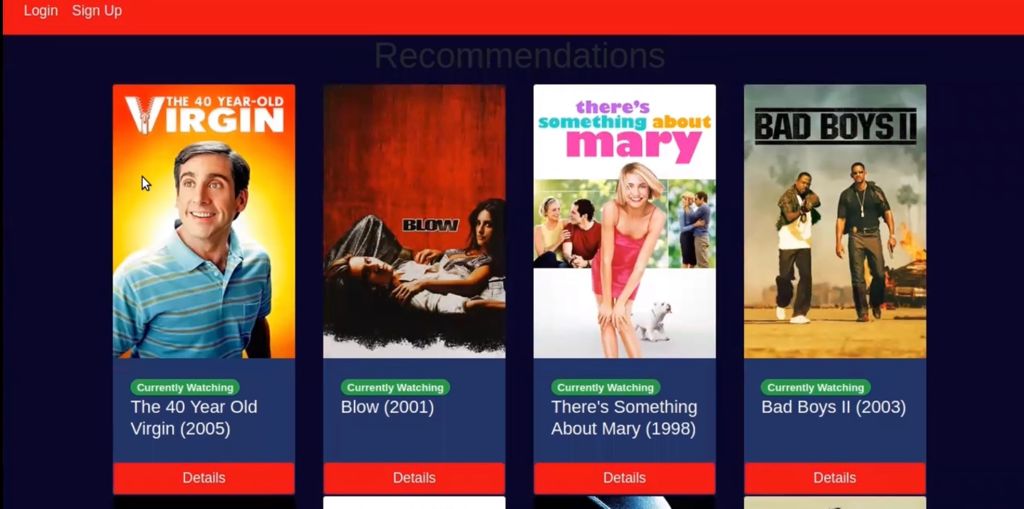 Login Sign Up
Recommendations
THE 40 YEAR-OLD
VIRGIN
BLOW
there's
something about
mary
BAD BOYS II
Currently Watching
The 40 Year Old
Virgin (2005)
Details
Currently Watching
Blow (2001)
Details
Currently Watching
There's Something
About Mary (1998)
Details
Currently Watching
Bad Boys II (2003)
Details